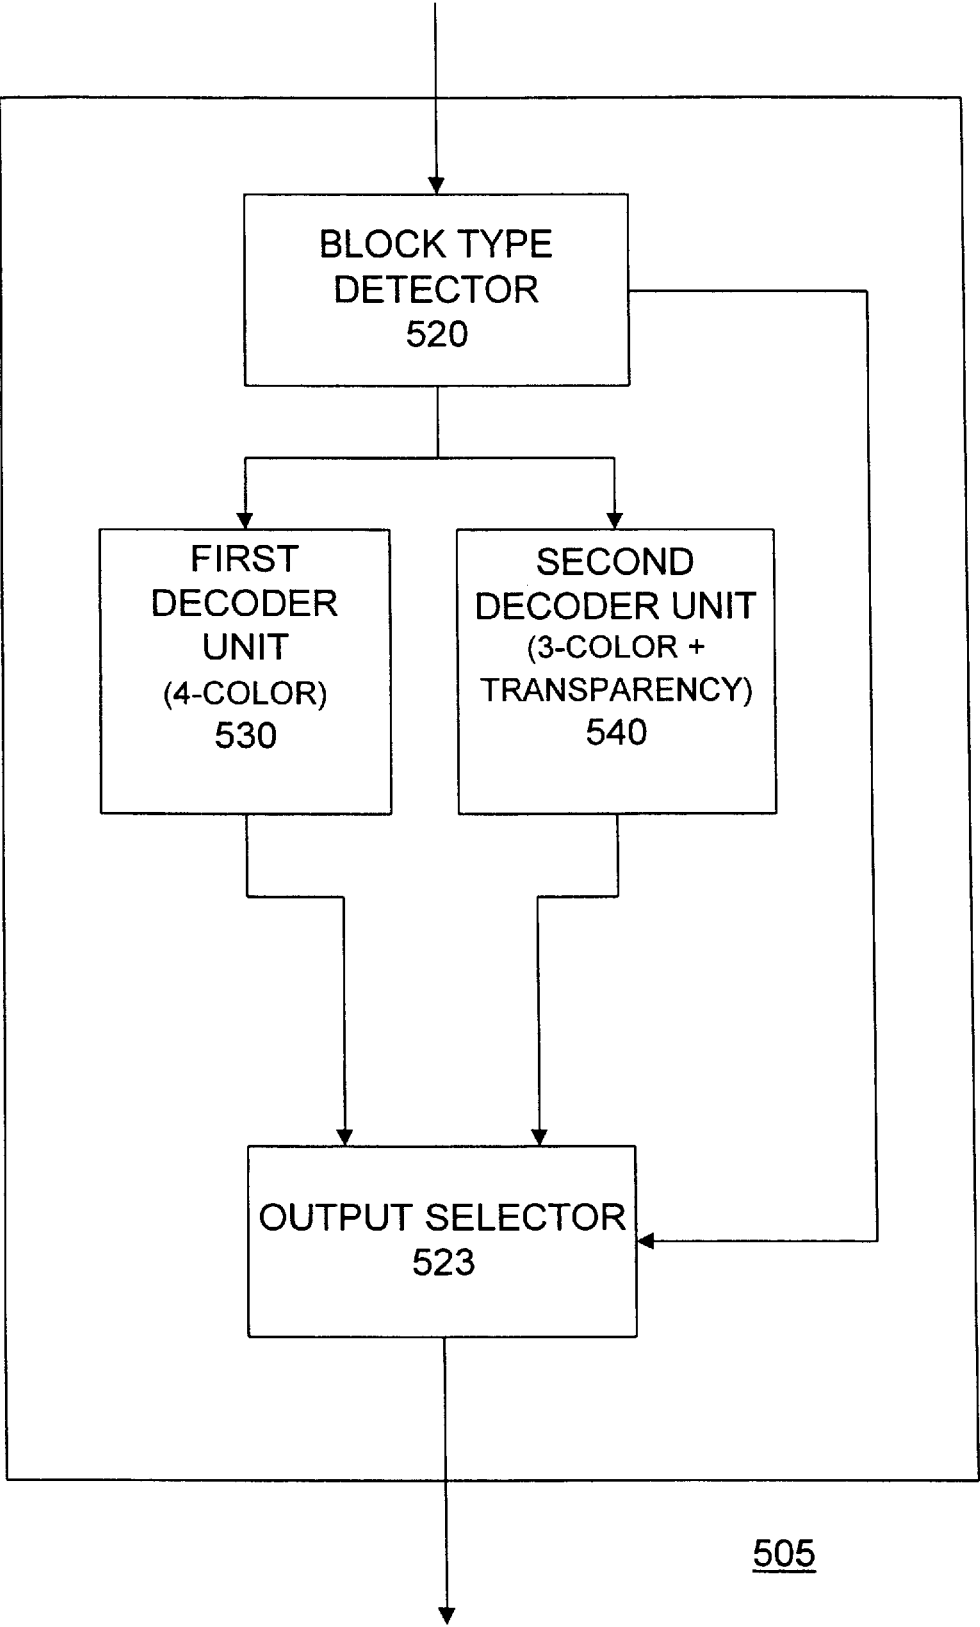 BLOCK TYPE
DETECTOR
520
FIRST
DECODER
UNIT
(4-COLOR)
530
SECOND
DECODER UNIT
(3-COLOR +
TRANSPARENCY)
540
OUTPUT SELECTOR
523
505